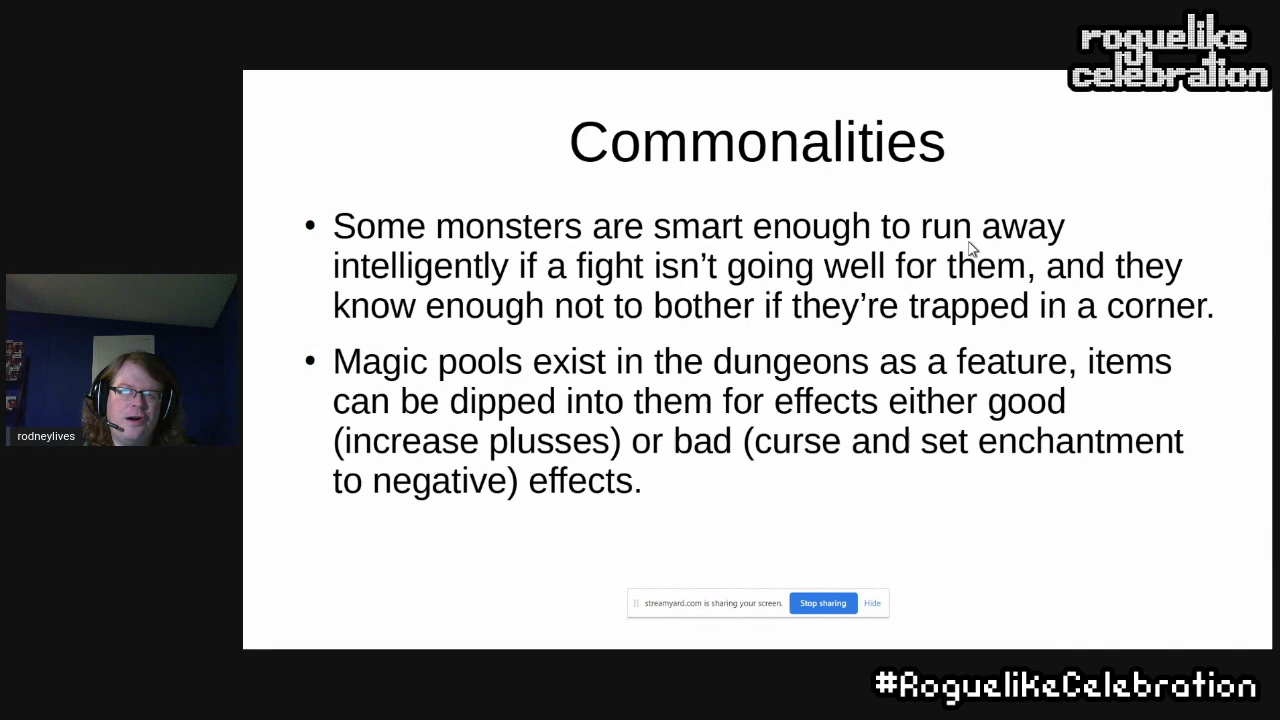 roguelike
celebration
Commonalities
• Some monsters are smart enough to run away
intelligently if a fight isn’t going well for them, and they
know enough not to bother if they’re trapped in a corner.
• Magic pools exist in the dungeons as a feature, items
can be dipped into them for effects either good
(increase plusses) or bad (curse and set enchantment
to negative) effects.
rodneylives
streamyard.com is sharing your screen. Stop sharing Hide
#RoguelikeCelebration